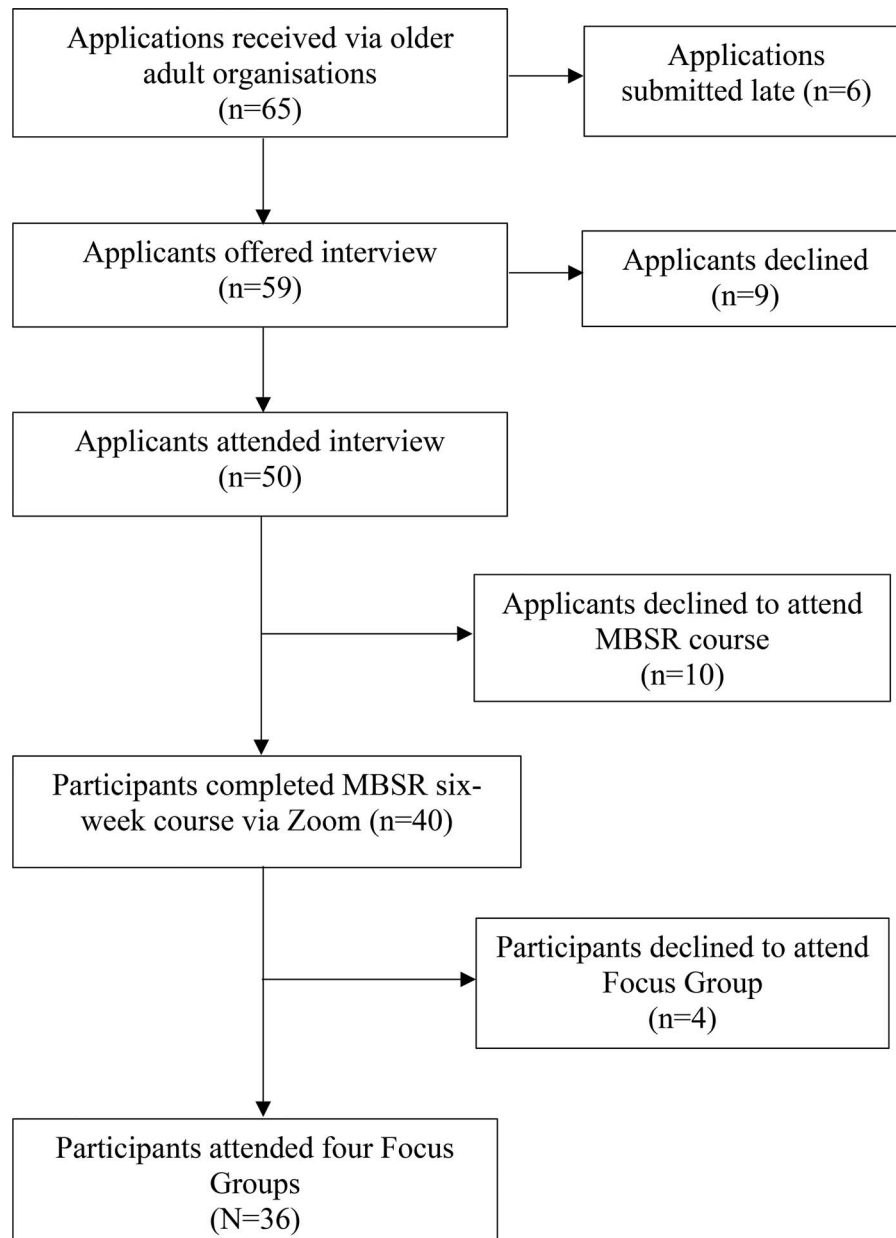 Applications received via older
adult organisations
(n=65)
Applications
submitted late (n=6)
Applicants offered interview
(n=59)
Applicants declined
(n=9)
Applicants attended interview
(n=50)
Applicants declined to attend
MBSR course
(n=10)
Participants completed MBSR six-
week course via Zoom (n=40)
Participants declined to attend
Focus Group
(n=4)
Participants attended four Focus
Groups
(N=36)